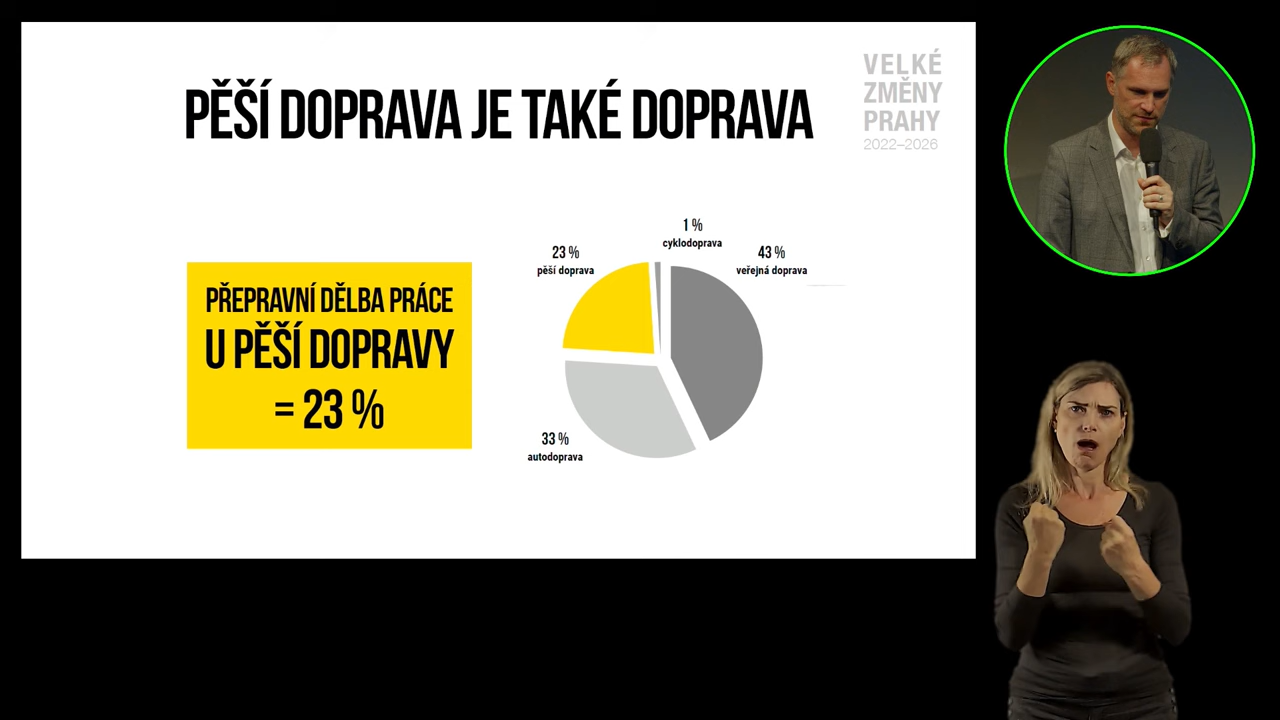 PĚŠÍ DOPRAVA JE TAKÉ DOPRAVA
VELKÉ
ZMĚNY
PRAHY
2022–2026
PŘEPRAVNÍ DĚLBA PRÁCE
U PĚŠÍ DOPRAVY
= 23 %
1 %
cyklodoprava
23 %
pěší doprava
43 %
veřejná doprava
33 %
autodoprava